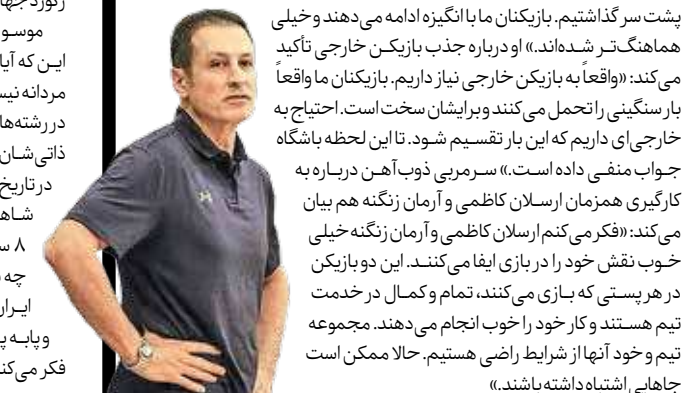 پشت سر گذاشتیم. بازیکنان ما با انگیزه ادامه می‌دهند و خیلی
هماهنگ‌تر شده‌اند.» او درباره جذب بازیکن خارجی تأکید
می‌کند: «واقعاً به بازیکن خارجی نیاز داریم. بازیکنان ما واقعاً
بار سنگینی را تحمل می‌کنند و برایشان سخت است. احتیاج به
خارجی‌ای داریم که این بار تقسیم شود. تا این لحظه باشگاه
جواب منفی داده است.» سرمربی ذوب‌آهن درباره به
کارگیری همزمان ارسلان کاظمی و آرمان زنگنه هم بیان
می‌کند: «فکر می‌کنم ارسلان کاظمی و آرمان زنگنه خیلی
خوب نقش خود را در بازی ایفا می‌کنند. این دو بازیکن
در هر پستی که بازی می‌کنند، تمام و کمال در خدمت
تیم هستند و کار خود را خوب انجام می‌دهند. مجموعه
تیم و خود آنها از شرایط راضی هستیم. حالا ممکن است
جاهایی اشتباه داشته باشند.»
رکورد جها
موسو
این که آیا
مردانه نیس
در رشته‌ها
ذاتی‌شان
در تاریخ
شاه
۸ س
چه
ایرا
و پابه پ
فکر می‌کن